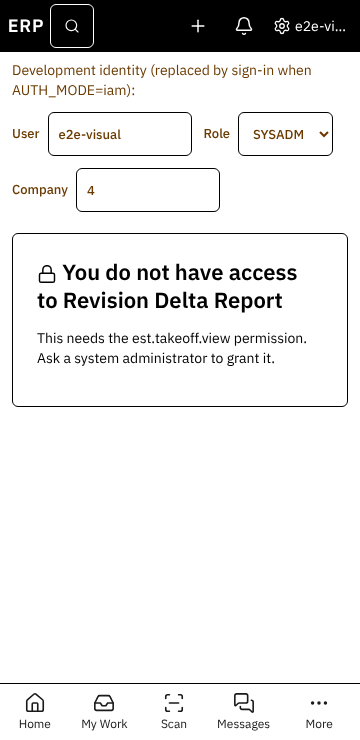 ERP
e2e-vi...
Development identity (replaced by sign-in when
AUTH_MODE=iam):
User e2e-visual Role SYSADM
Company 4
You do not have access
to Revision Delta Report
This needs the est.takeoff.view permission.
Ask a system administrator to grant it.
Home My Work Scan Messages More